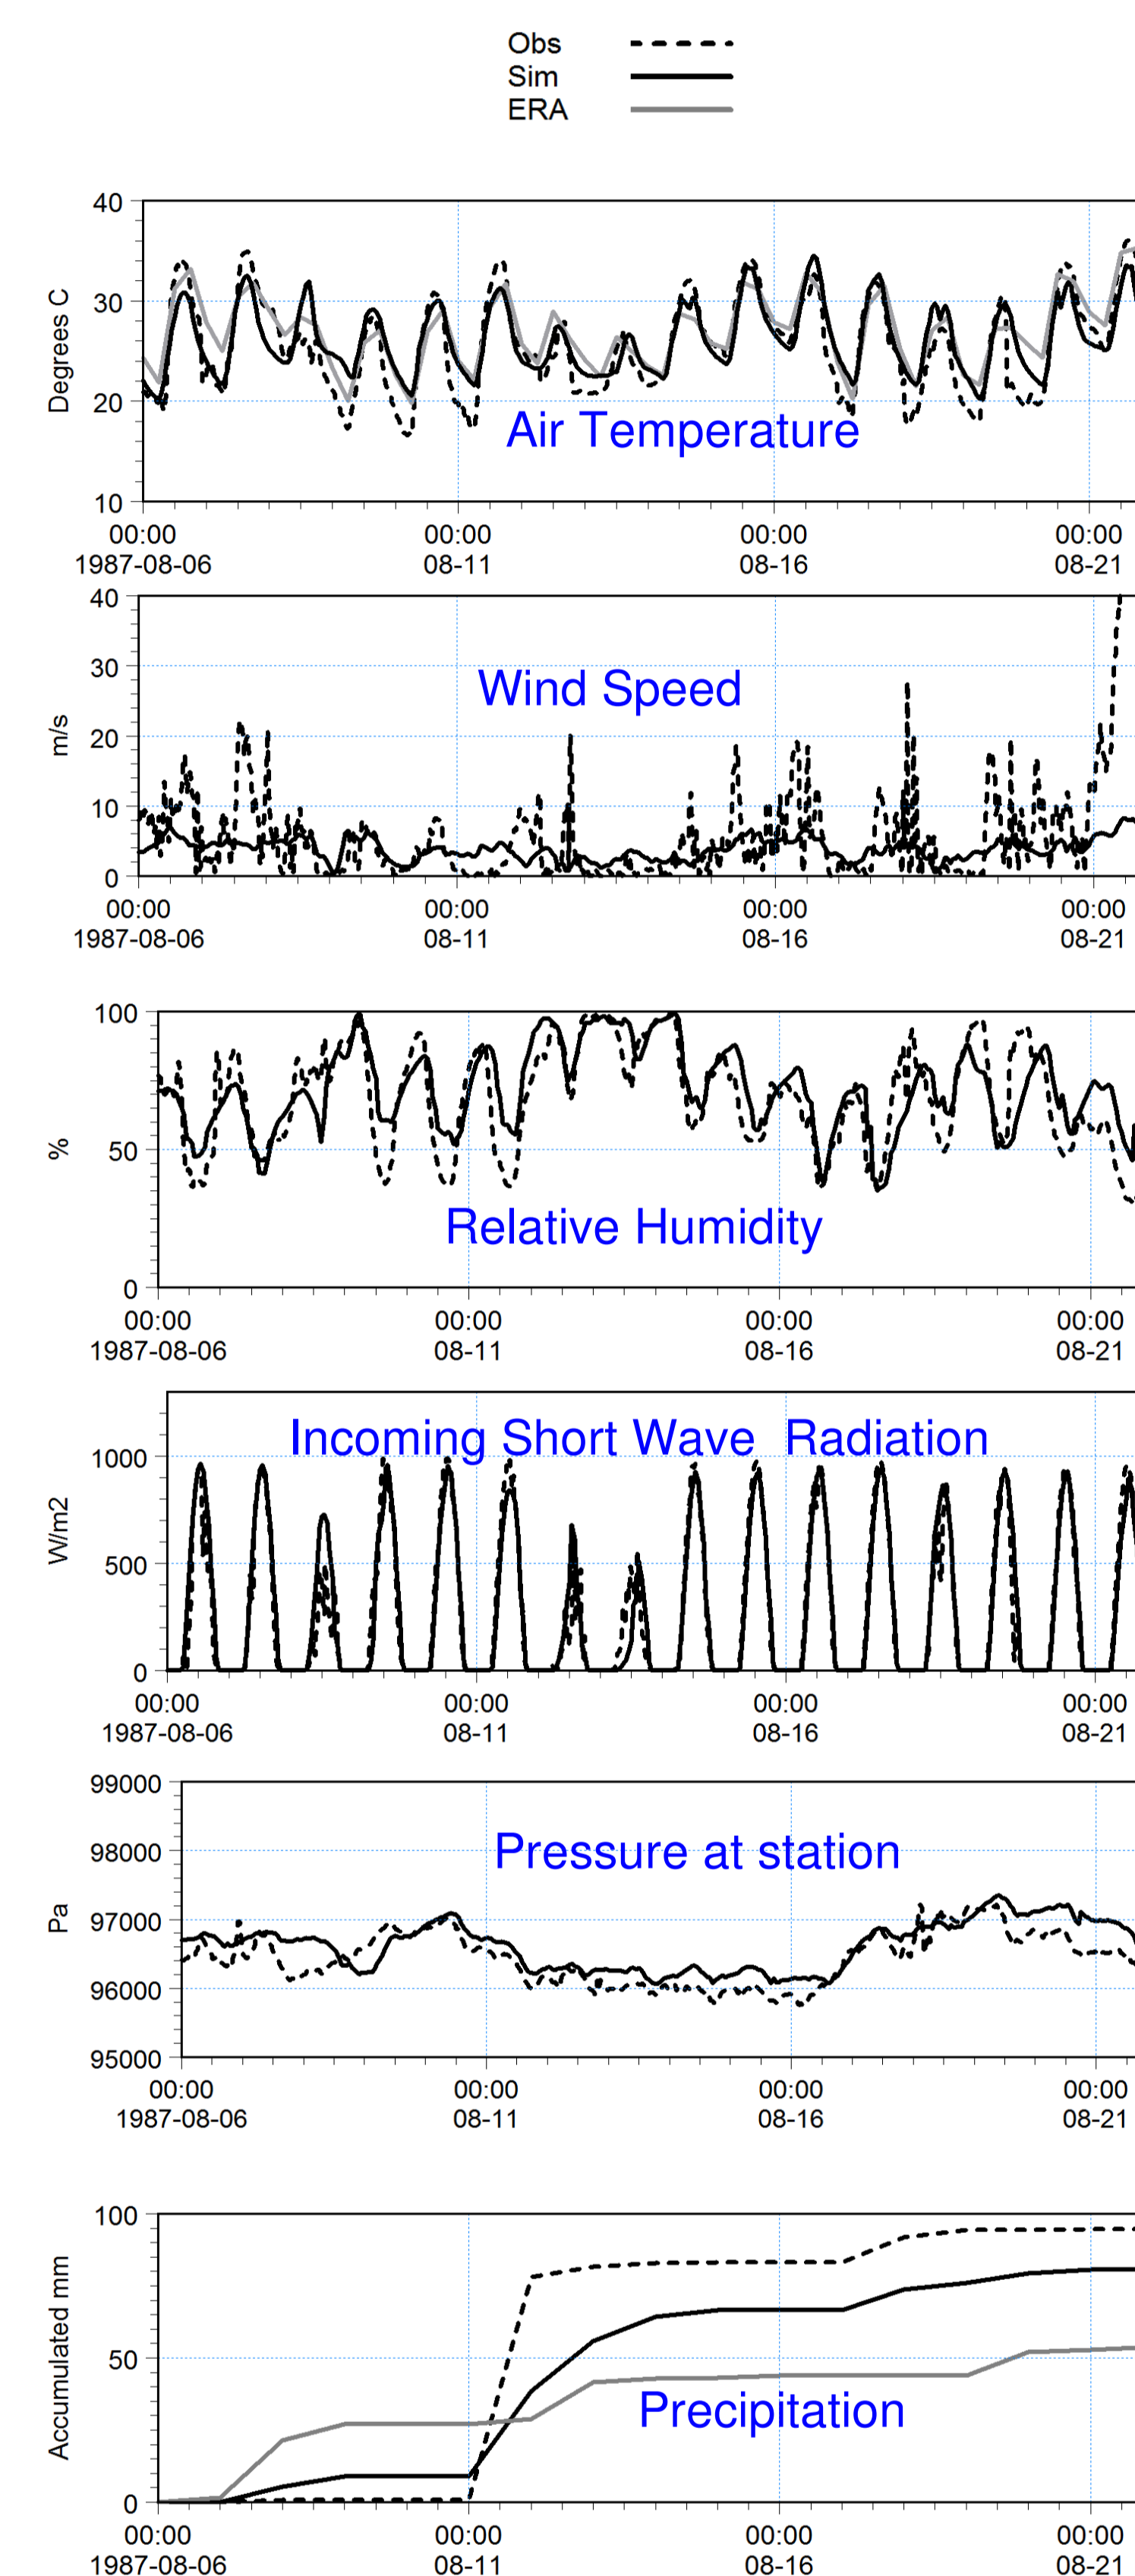 Obs
Sim
ERA
40
30
20
10
Degrees C
Air Temperature
00:00 00:00 00:00 00:00
1987-08-06 08-11 08-16 08-21
40
30
20
10
0
m/s
Wind Speed
00:00 00:00 00:00 00:00
1987-08-06 08-11 08-16 08-21
100
50
0
%
Relative Humidity
00:00 00:00 00:00 00:00
1987-08-06 08-11 08-16 08-21
Incoming Short Wave Radiation
1000
500
0
W/m2
00:00 00:00 00:00 00:00
1987-08-06 08-11 08-16 08-21
99000
98000
97000
96000
95000
Pa
Pressure at station
00:00 00:00 00:00 00:00
1987-08-06 08-11 08-16 08-21
100
50
0
Accumulated mm
Precipitation
00:00 00:00 00:00 00:00
1987-08-06 08-11 08-16 08-21